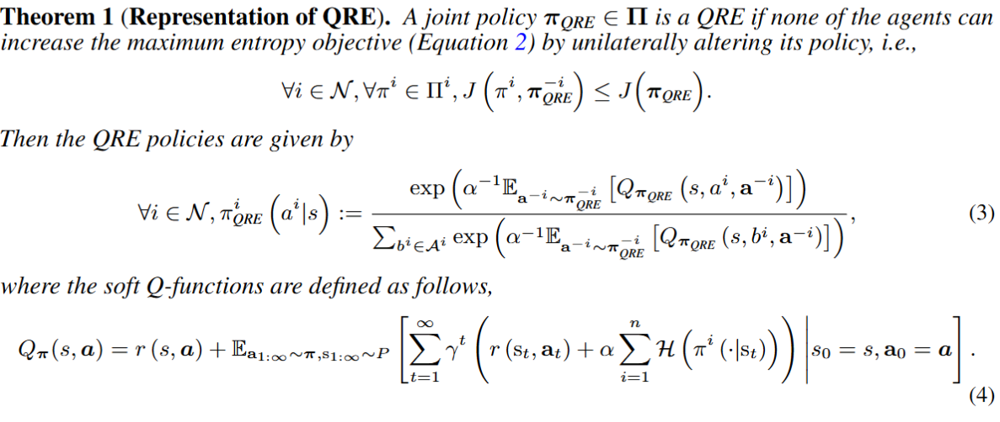 Theorem 1 (Representation of QRE). A joint policy $\boldsymbol{\pi}_{QRE} \in \boldsymbol{\Pi}$ is a QRE if none of the agents can
increase the maximum entropy objective (Equation 2) by unilaterally altering its policy, i.e.,
$\forall i \in \mathcal{N}, \forall \pi^i \in \Pi^i, J\left(\pi^i, \boldsymbol{\pi}_{QRE}^{-i}\right) \leq J\left(\boldsymbol{\pi}_{QRE}\right).$
Then the QRE policies are given by
$\forall i \in \mathcal{N}, \pi_{QRE}^i\left(a^i|s\right) := \frac{\exp\left(\alpha^{-1}\mathbb{E}_{\mathbf{a}^{-i} \sim \boldsymbol{\pi}_{QRE}^{-i}}\left[Q_{\boldsymbol{\pi}_{QRE}}\left(s, a^i, \mathbf{a}^{-i}\right)\right]\right)}{\sum_{b^i \in \mathcal{A}^i} \exp\left(\alpha^{-1}\mathbb{E}_{\mathbf{a}^{-i} \sim \boldsymbol{\pi}_{QRE}^{-i}}\left[Q_{\boldsymbol{\pi}_{QRE}}\left(s, b^i, \mathbf{a}^{-i}\right)\right]\right)},$ (3)
where the soft Q-functions are defined as follows,
$Q_{\boldsymbol{\pi}}(s, \boldsymbol{a}) = r(s, \boldsymbol{a}) + \mathbb{E}_{\mathbf{a}_{1:\infty} \sim \boldsymbol{\pi}, \mathrm{s}_{1:\infty} \sim P}\left[\sum_{t=1}^{\infty} \gamma^t \left(r(\mathrm{s}_t, \mathbf{a}_t) + \alpha \sum_{i=1}^{n} \mathcal{H}\left(\pi^i(\cdot|\mathrm{s}_t)\right)\right) \middle| s_0 = s, \mathbf{a}_0 = \boldsymbol{a}\right].$
(4)